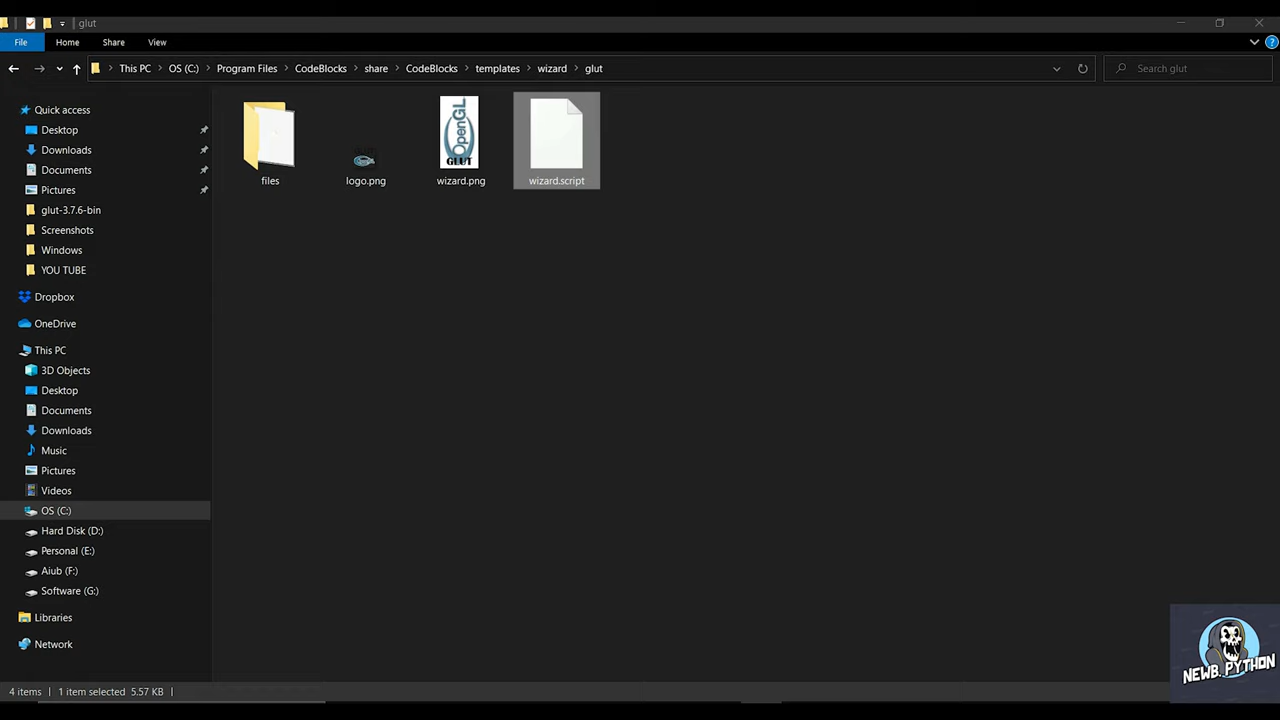 glut
File Home Share View
This PC OS (C:) Program Files CodeBlocks share CodeBlocks templates wizard glut
Search glut
Quick access
Desktop
Downloads
Documents
Pictures
glut-3.7.6-bin
Screenshots
Windows
YOU TUBE
Dropbox
OneDrive
This PC
3D Objects
Desktop
Documents
Downloads
Music
Pictures
Videos
OS (C:)
Hard Disk (D:)
Personal (E:)
Aiub (F:)
Software (G:)
Libraries
Network
OpenGL
GLUT
files logo.png wizard.png wizard.script
4 items 1 item selected 5.57 KB
NEWB. PYTHON